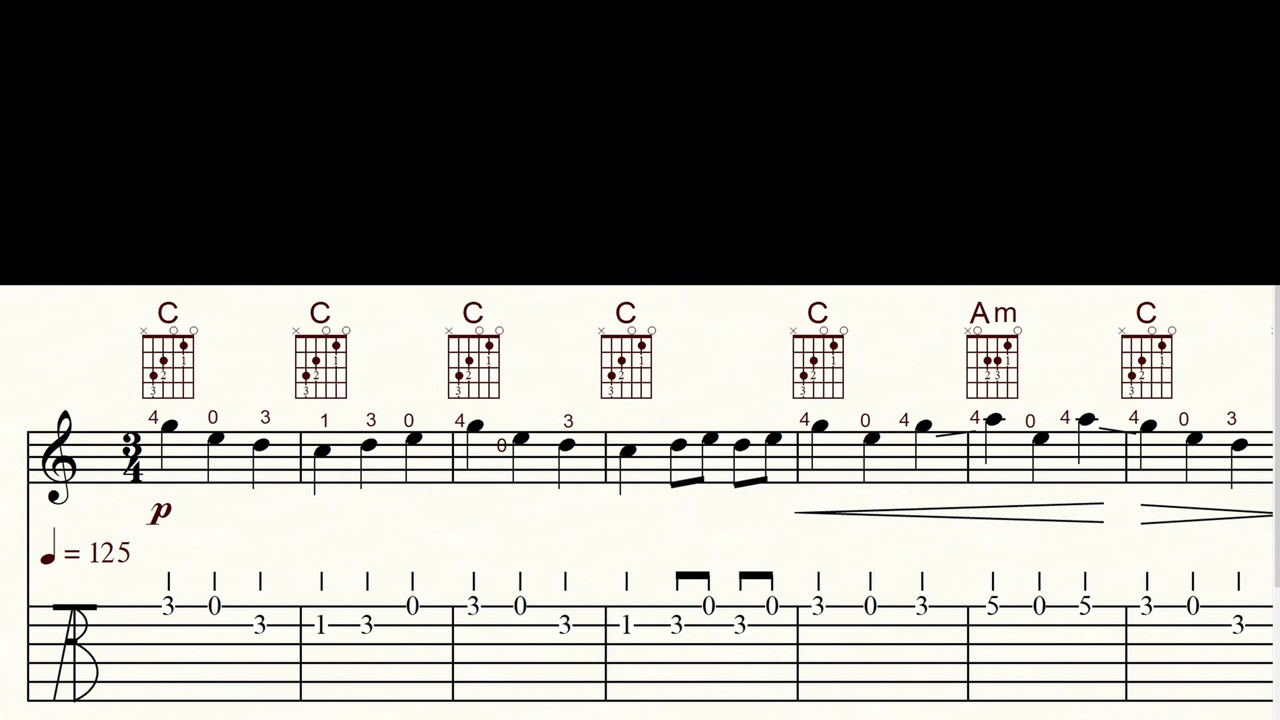 C C C C C Am C
4 0 3 1 3 0 4 0 3 4 0 4 4 0 4 4 0 3
3 4
p
= 125
3 0 3 1 3 0 3 0 3 1 3 0 3 0 3 0 3 5 0 5 3 0 3